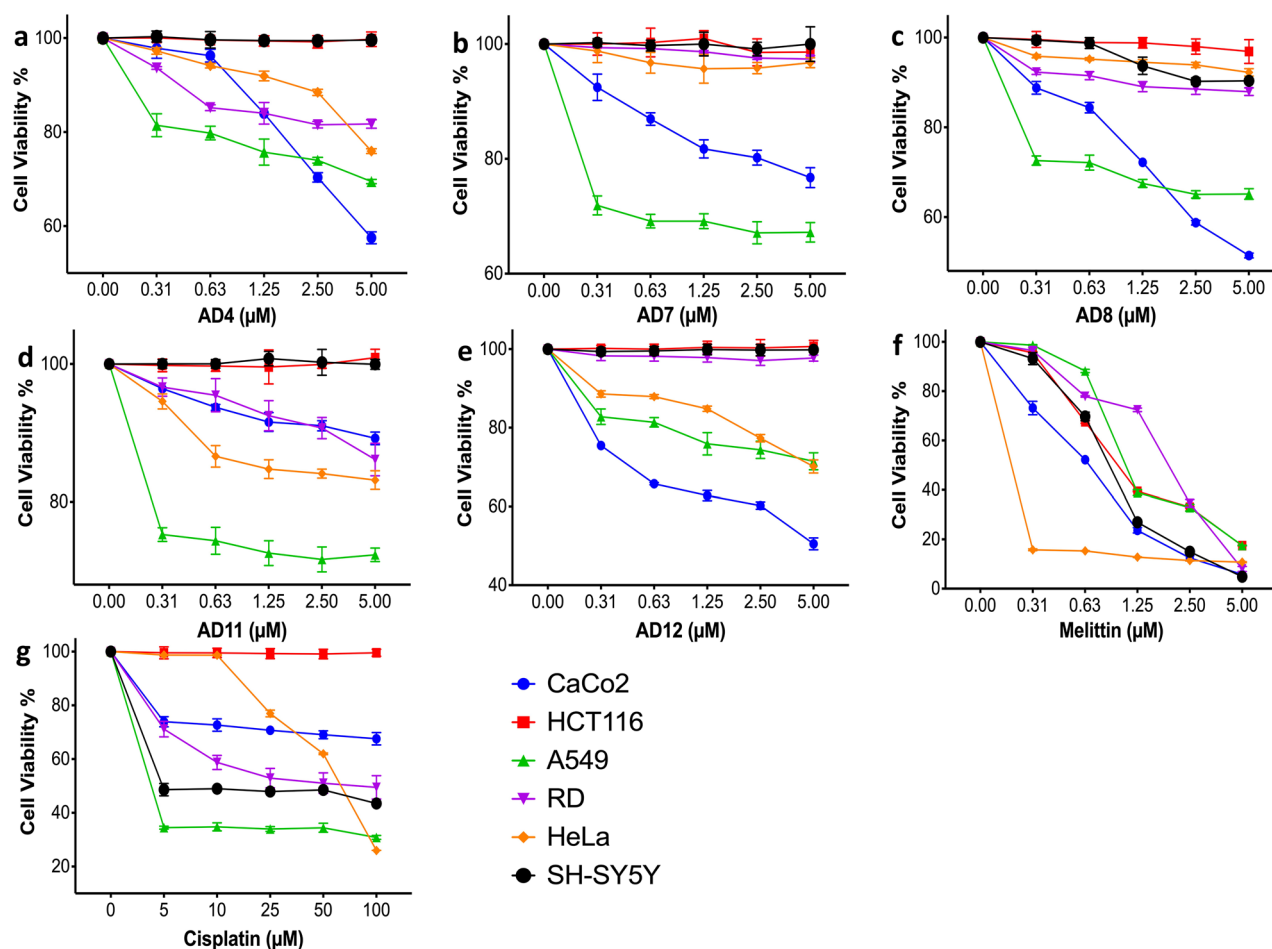 a
Cell Viability %
100
80
60
0.00 0.31 0.63 1.25 2.50 5.00
AD4 (µM)
b
Cell Viability %
100
80
60
0.00 0.31 0.63 1.25 2.50 5.00
AD7 (µM)
c
Cell Viability %
100
80
60
0.00 0.31 0.63 1.25 2.50 5.00
AD8 (µM)
d
Cell Viability %
100
80
0.00 0.31 0.63 1.25 2.50 5.00
AD11 (µM)
e
Cell Viability %
100
80
60
40
0.00 0.31 0.63 1.25 2.50 5.00
AD12 (µM)
f
Cell Viability %
100
80
60
40
20
0
0.00 0.31 0.63 1.25 2.50 5.00
Melittin (µM)
g
Cell Viability %
100
80
60
40
20
0 5 10 25 50 100
Cisplatin (µM)
CaCo2
HCT116
A549
RD
HeLa
SH-SY5Y